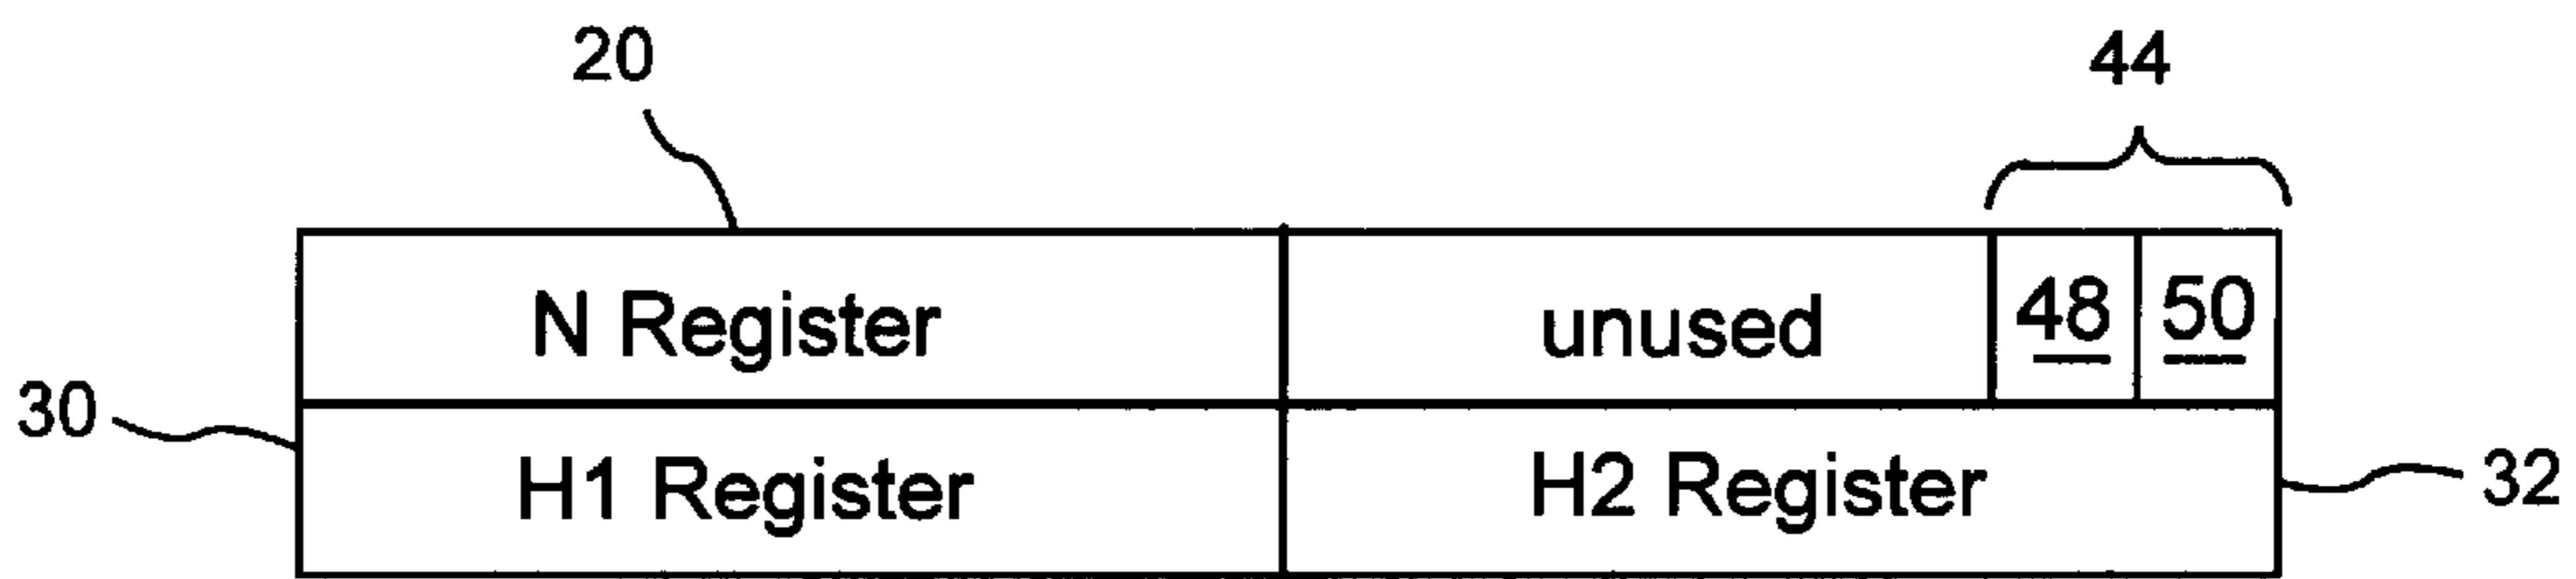 20 44
N Register unused 48 50
30
H1 Register H2 Register 32